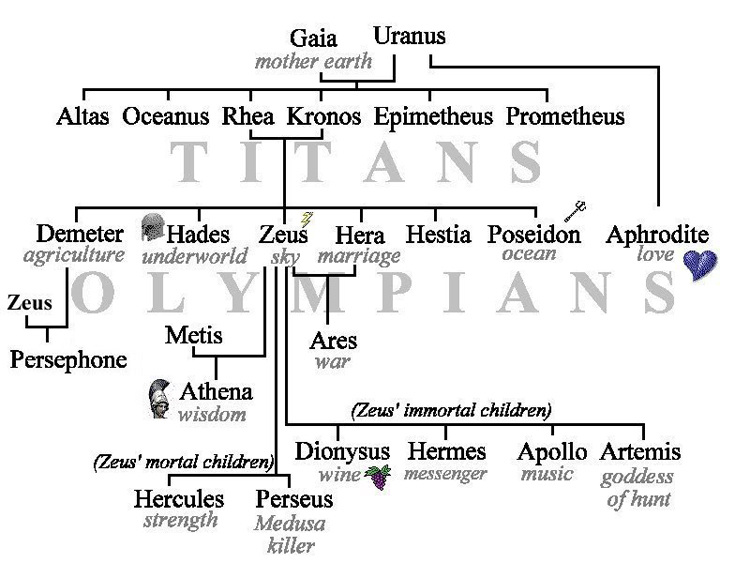 Gaia Uranus
mother earth
Altas Oceanus Rhea Kronos Epimetheus Prometheus
TITANS
Demeter Hades Zeus Hera Hestia Poseidon Aphrodite
agriculture underworld sky marriage ocean love
OLYMPIANS
Zeus
Persephone
Metis
Ares
war
Athena
wisdom
(Zeus' immortal children)
Dionysus Hermes Apollo Artemis
wine messenger music goddess
of hunt
(Zeus' mortal children)
Hercules Perseus
strength Medusa
killer